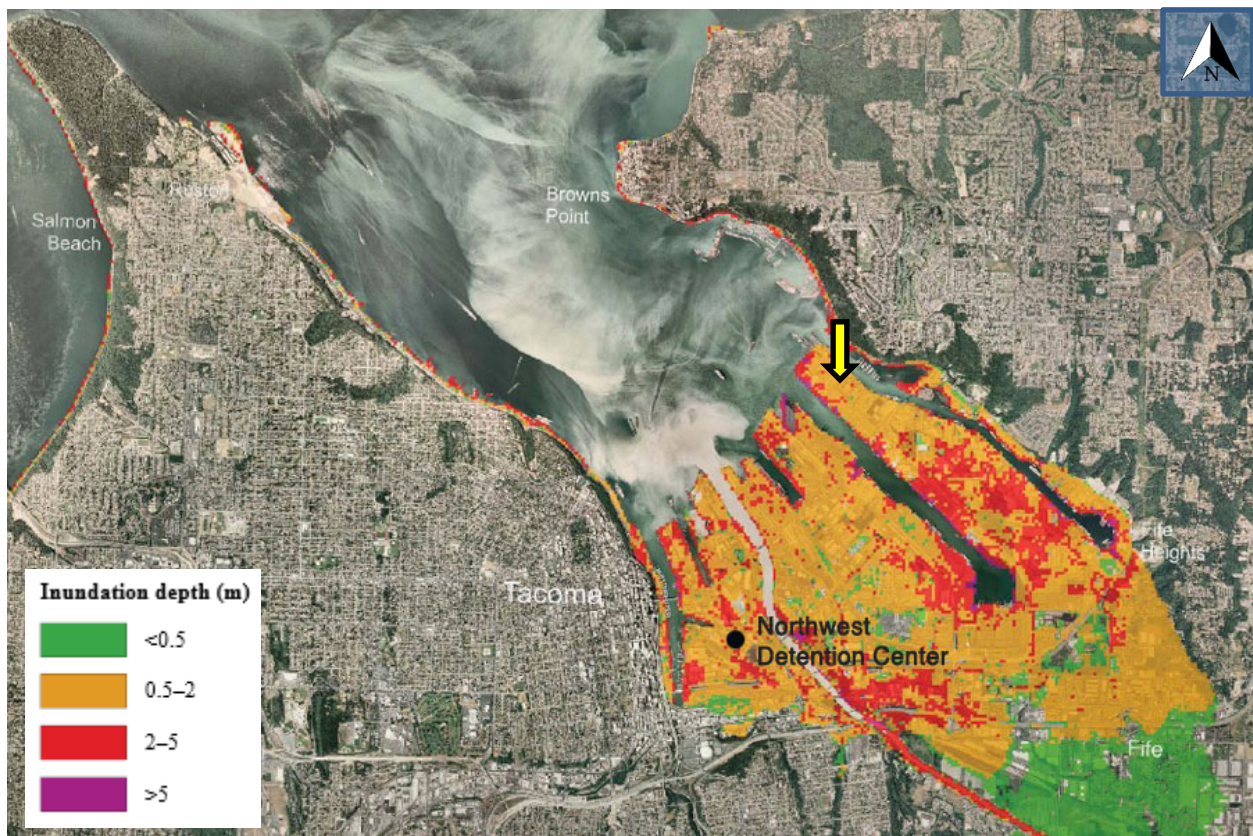 N
Browns
Point
Ruston
Salmon
Beach
Fife
Heights
Tacoma
Northwest
Detention Center
Fife
Inundation depth (m)
<0.5
0.5–2
2–5
>5